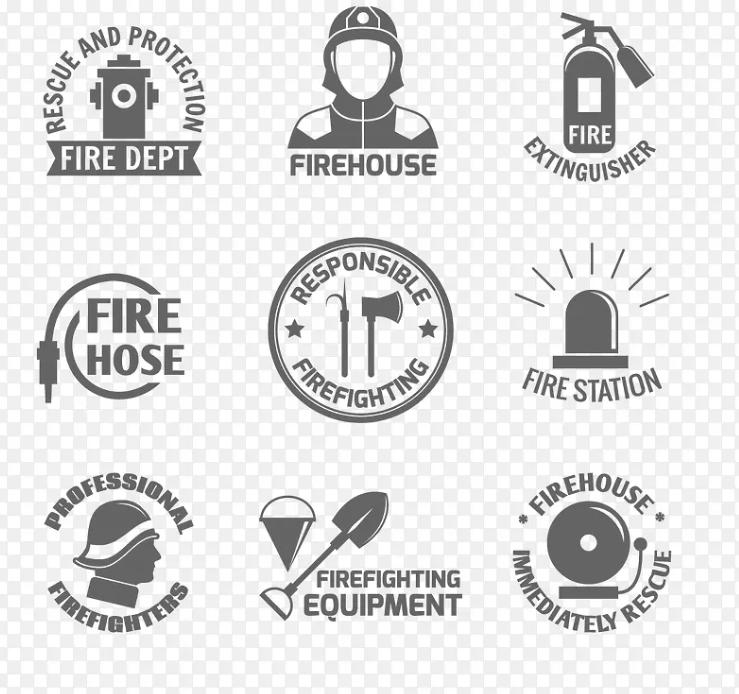 RESCUE AND PROTECTION
FIRE DEPT
FIREHOUSE
FIRE
EXTINGUISHER
FIRE
HOSE
RESPONSIBLE
FIREFIGHTING
FIRE STATION
PROFESSIONAL
FIREFIGHTERS
FIREFIGHTING
EQUIPMENT
* FIREHOUSE *
IMMEDIATELY RESCUE